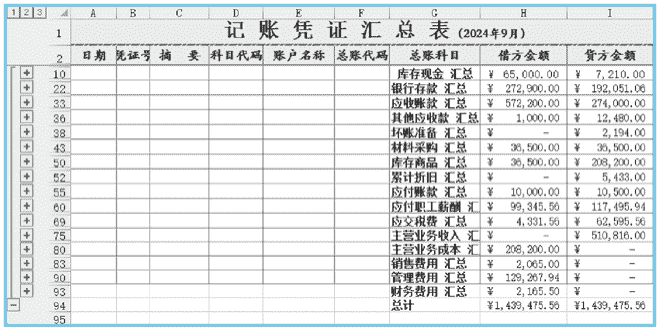 1 2 3 A B C D E F G H I
1 记账凭证汇总表(2024年9月)
2 日期 凭证号 摘 要 科目代码 账户名称 总账代码 总账科目 借方金额 贷方金额
10 库存现金 汇总 ¥ 65,000.00 ¥ 7,210.00
22 银行存款 汇总 ¥ 272,900.00 ¥ 192,051.06
33 应收账款 汇总 ¥ 572,200.00 ¥ 274,000.00
36 其他应收款 汇总 ¥ 1,000.00 ¥ 12,480.00
38 坏账准备 汇总 ¥ - ¥ 2,194.00
43 材料采购 汇总 ¥ 36,500.00 ¥ 36,500.00
50 库存商品 汇总 ¥ 36,500.00 ¥ 208,200.00
52 累计折旧 汇总 ¥ - ¥ 5,433.00
55 应付账款 汇总 ¥ 10,000.00 ¥ 10,500.00
60 应付职工薪酬 汇 ¥ 99,345.56 ¥ 117,495.94
69 应交税费 汇总 ¥ 4,331.56 ¥ 62,595.56
75 主营业务收入 汇 ¥ - ¥ 510,816.00
80 主营业务成本 汇 ¥ 208,200.00 ¥ -
83 销售费用 汇总 ¥ 2,065.00 ¥ -
90 管理费用 汇总 ¥ 129,267.94 ¥ -
93 财务费用 汇总 ¥ 2,165.50 ¥ -
94 总计 ¥1,439,475.56 ¥1,439,475.56
95